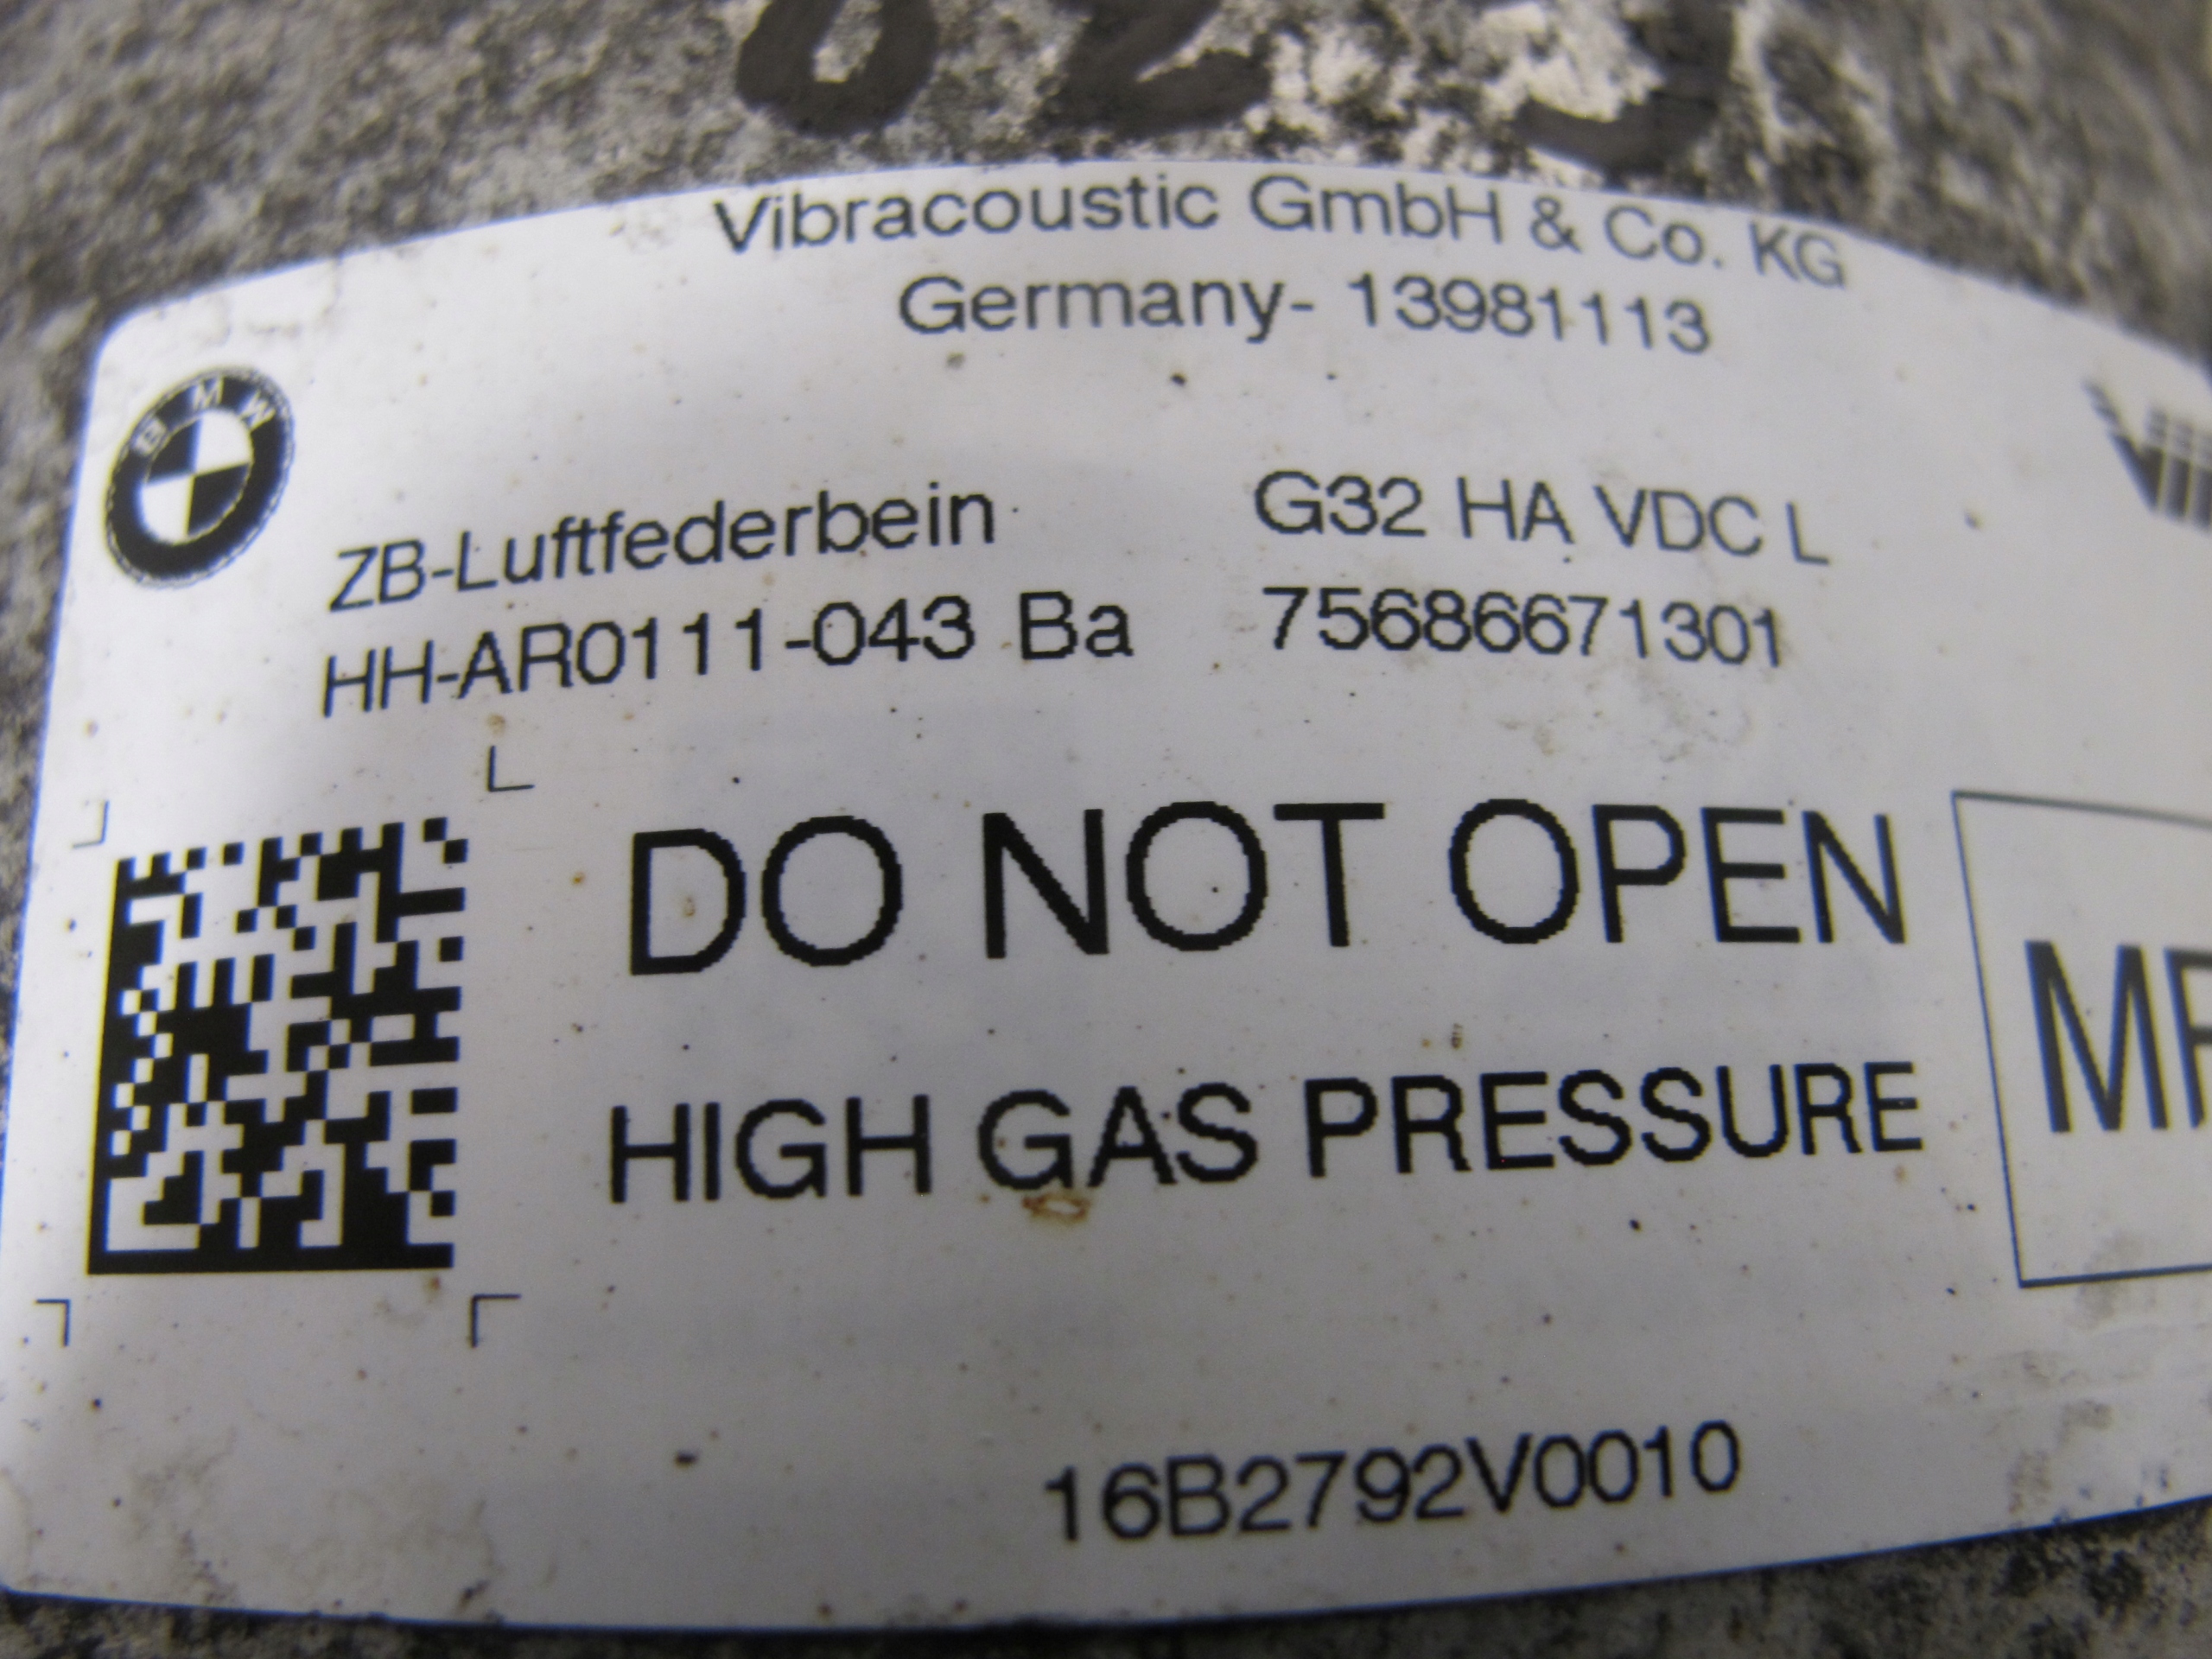 Vibracoustic GmbH & Co. KG
Germany- 13981113
BMW
ZB-Luftfederbein G32 HA VDC L
HH-AR0111-043 Ba 75686671301
DO NOT OPEN
HIGH GAS PRESSURE
16B2792V0010